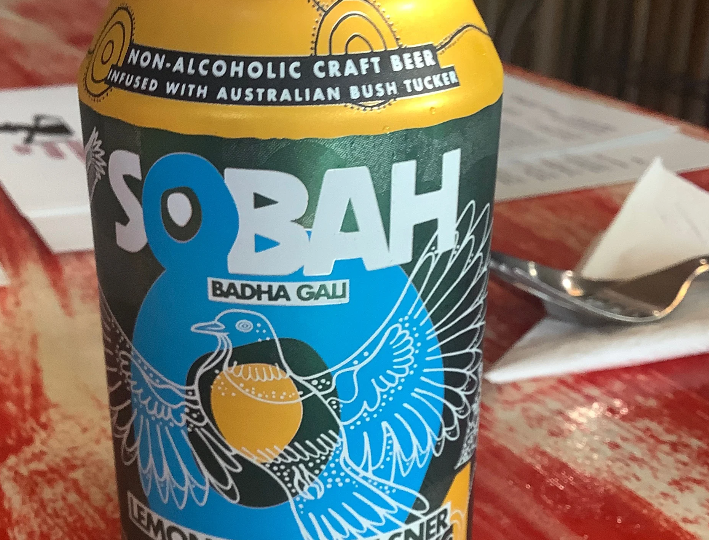 NON-ALCOHOLIC CRAFT BEER
INFUSED WITH AUSTRALIAN BUSH TUCKER
SOBAH
BADHA GALI